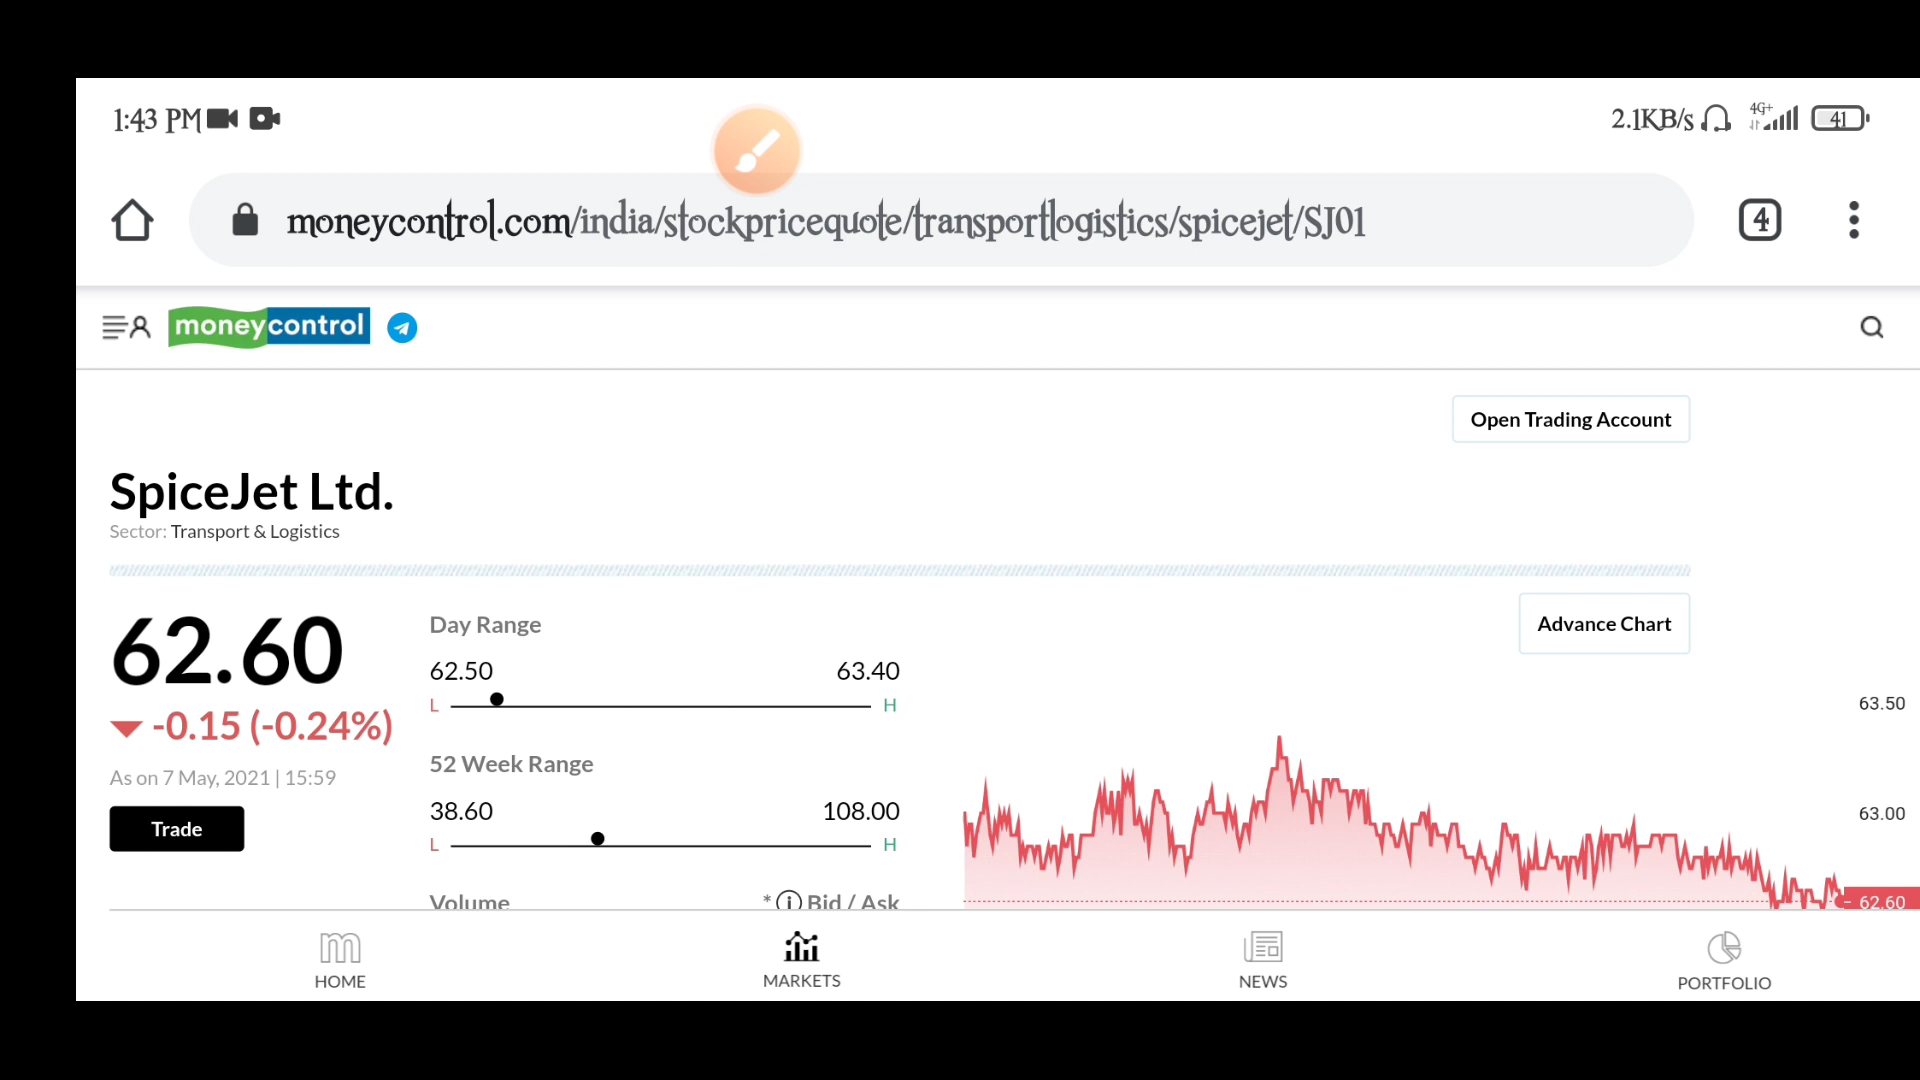 1:43 PM
2.1KB/s 4G+ 41
moneycontrol.com/india/stockpricequote/transportlogistics/spicejet/SJ01
4
moneycontrol
Open Trading Account
SpiceJet Ltd.
Sector: Transport & Logistics
62.60
-0.15 (-0.24%)
As on 7 May, 2021 | 15:59
Trade
Day Range
62.50 63.40
L H
52 Week Range
38.60 108.00
L H
Volume * i Bid / Ask
Advance Chart
63.50
63.00
62.60
HOME
MARKETS
NEWS
PORTFOLIO